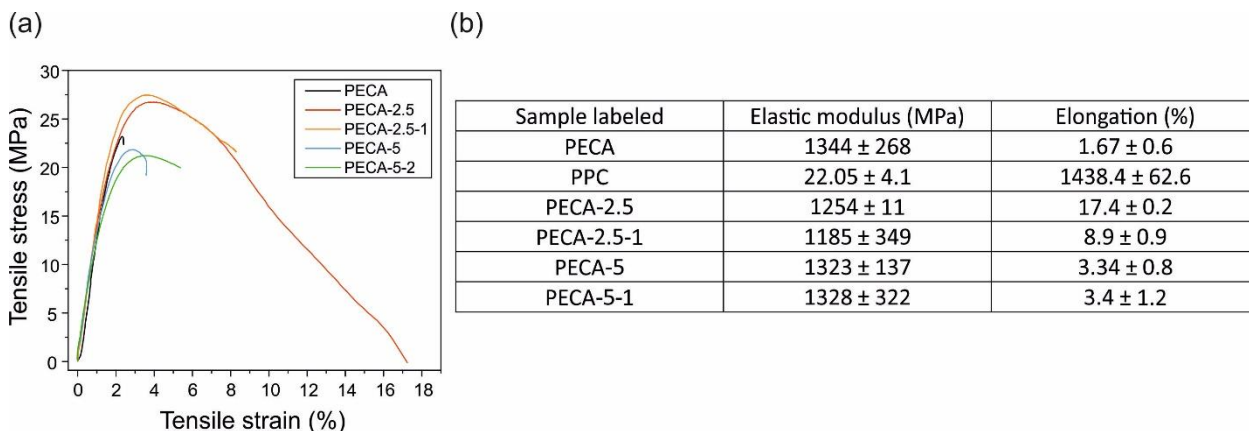 (a)
(b)
30
25
20
15
10
5
0
Tensile stress (MPa)
PECA
PECA-2.5
PECA-2.5-1
PECA-5
PECA-5-2
0 2 4 6 8 10 12 14 16 18
Tensile strain (%)
Sample labeled Elastic modulus (MPa) Elongation (%)
PECA 1344 ± 268 1.67 ± 0.6
PPC 22.05 ± 4.1 1438.4 ± 62.6
PECA-2.5 1254 ± 11 17.4 ± 0.2
PECA-2.5-1 1185 ± 349 8.9 ± 0.9
PECA-5 1323 ± 137 3.34 ± 0.8
PECA-5-1 1328 ± 322 3.4 ± 1.2